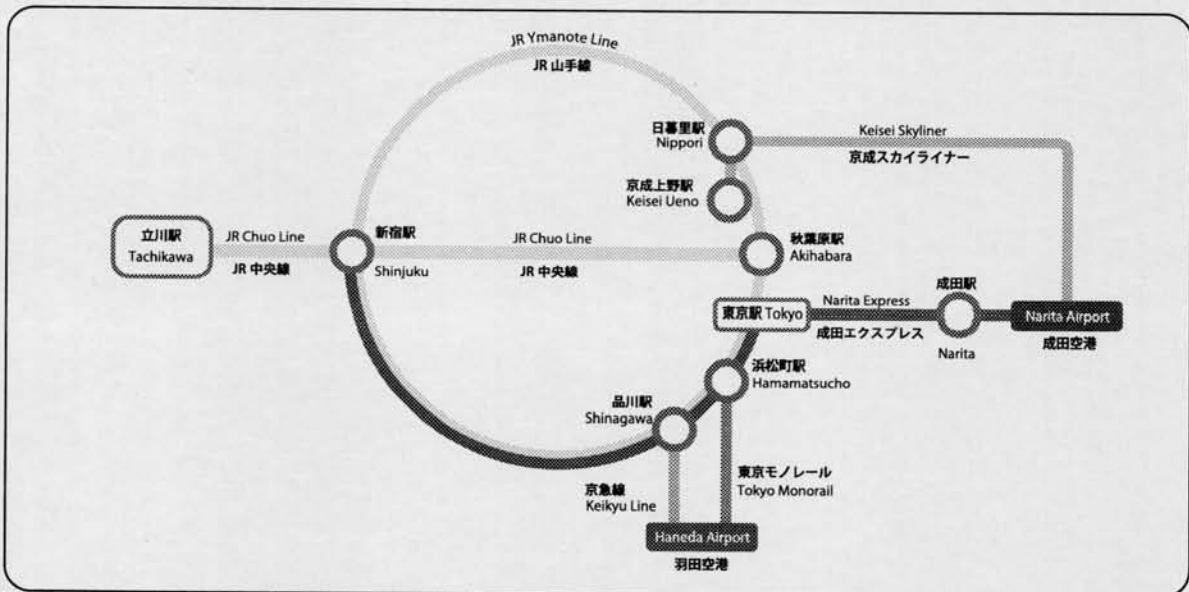 JR Ymanote Line
JR 山手線
日暮里駅
Nippori
Keisei Skyliner
京成スカイライナー
京成上野駅
Keisei Ueno
立川駅
Tachikawa
JR Chuo Line
JR 中央線
新宿駅
Shinjuku
JR Chuo Line
JR 中央線
秋葉原駅
Akihabara
東京駅 Tokyo
Narita Express
成田エクスプレス
成田駅
Narita
Narita Airport
成田空港
浜松町駅
Hamamatsucho
品川駅
Shinagawa
京急線
Keikyu Line
東京モノレール
Tokyo Monorail
Haneda Airport
羽田空港